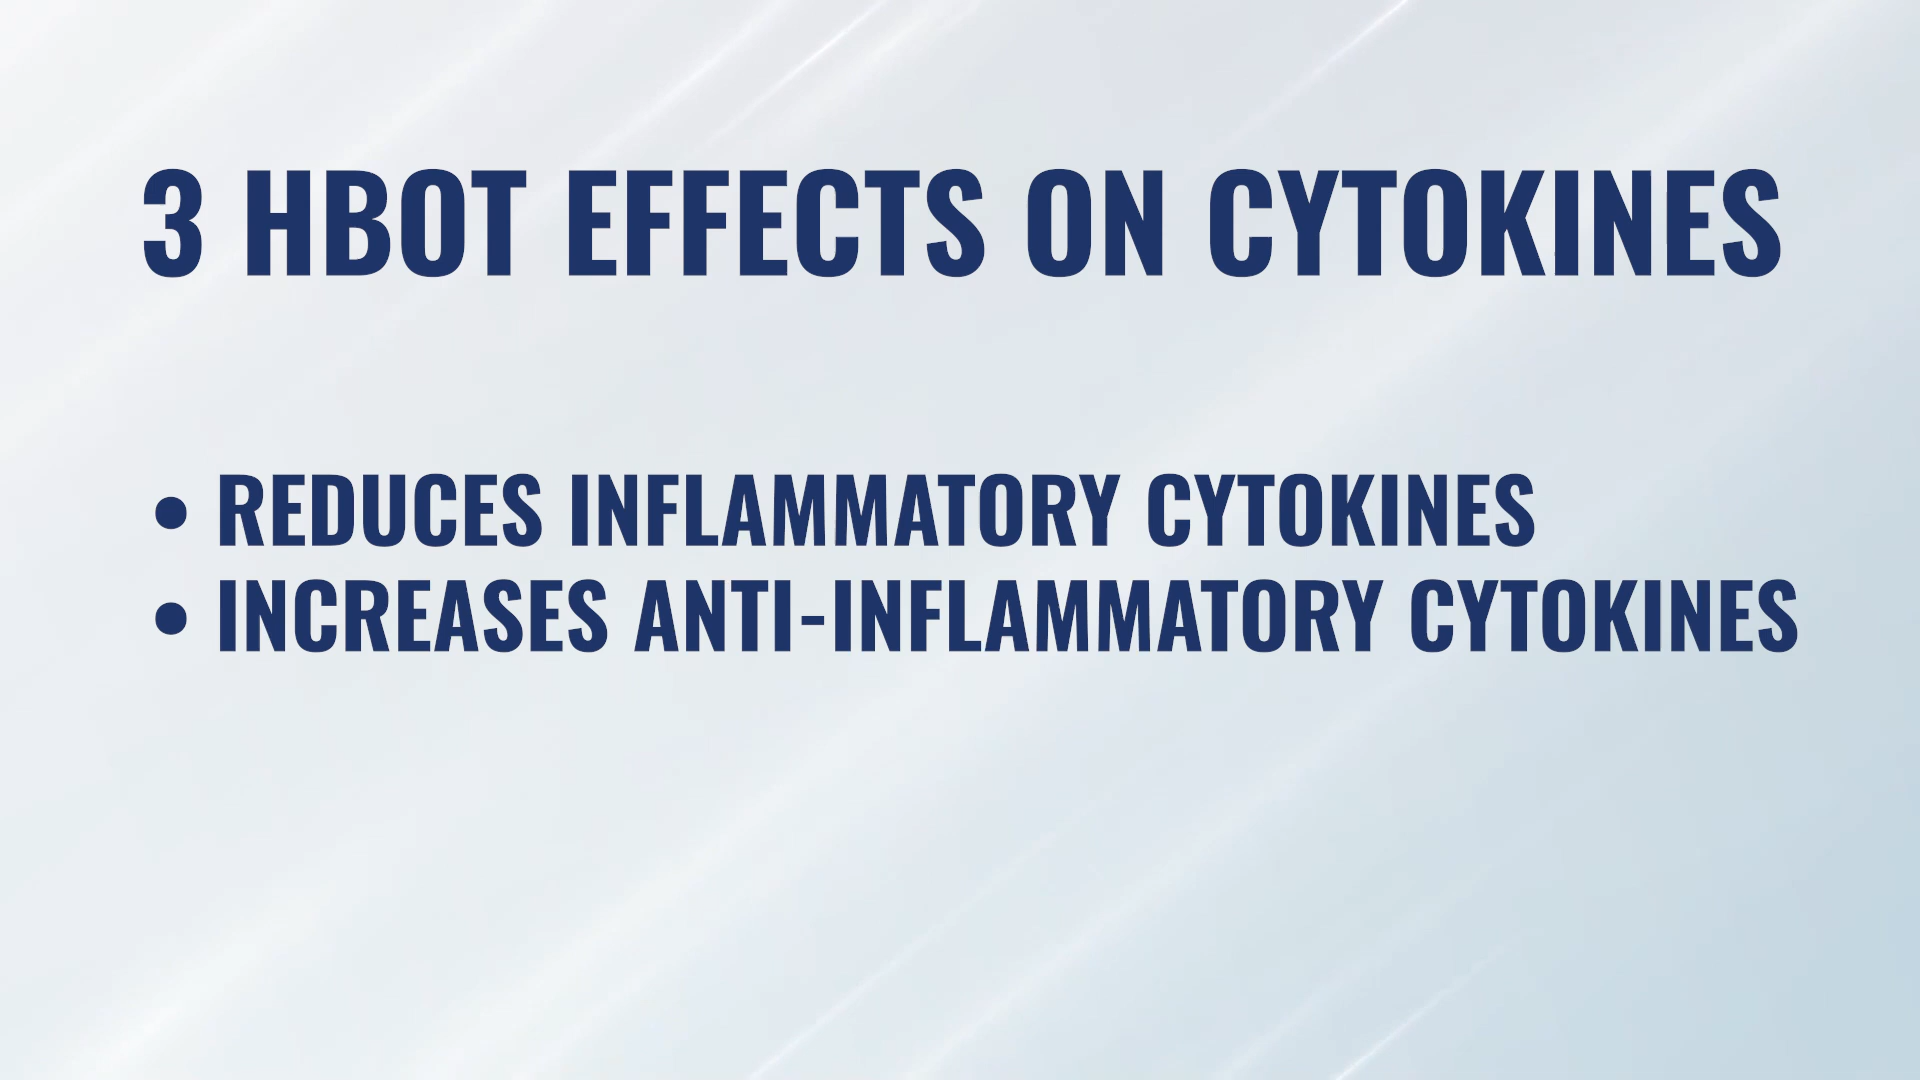 3 HBOT EFFECTS ON CYTOKINES
• REDUCES INFLAMMATORY CYTOKINES
• INCREASES ANTI-INFLAMMATORY CYTOKINES